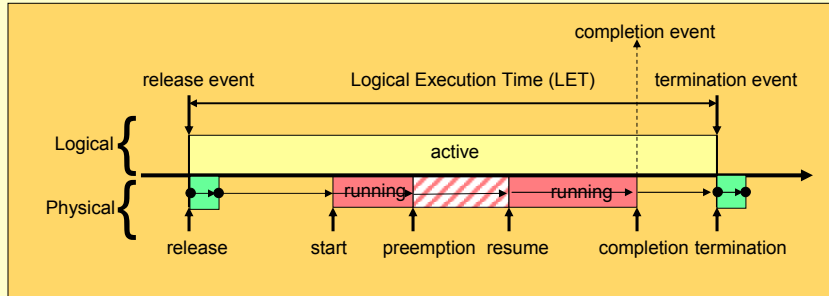 completion event
release event
Logical Execution Time (LET)
termination event
Logical
active
Physical
running
running
release
start
preemption
resume
completion
termination